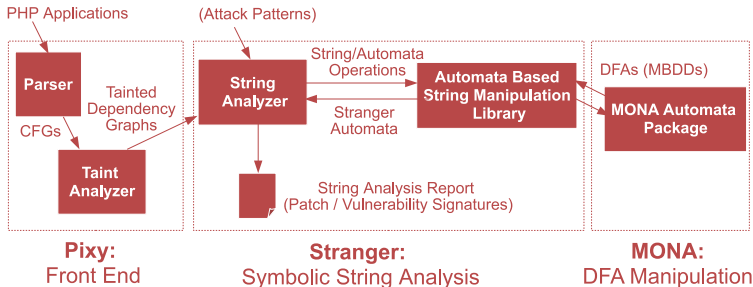 PHP Applications
(Attack Patterns)
Parser
CFGs
Tainted
Dependency
Graphs
Taint
Analyzer
String
Analyzer
String/Automata
Operations
Stranger
Automata
Automata Based
String Manipulation
Library
DFAs (MBDDs)
MONA Automata
Package
String Analysis Report
(Patch / Vulnerability Signatures)
Pixy:
Front End
Stranger:
Symbolic String Analysis
MONA:
DFA Manipulation